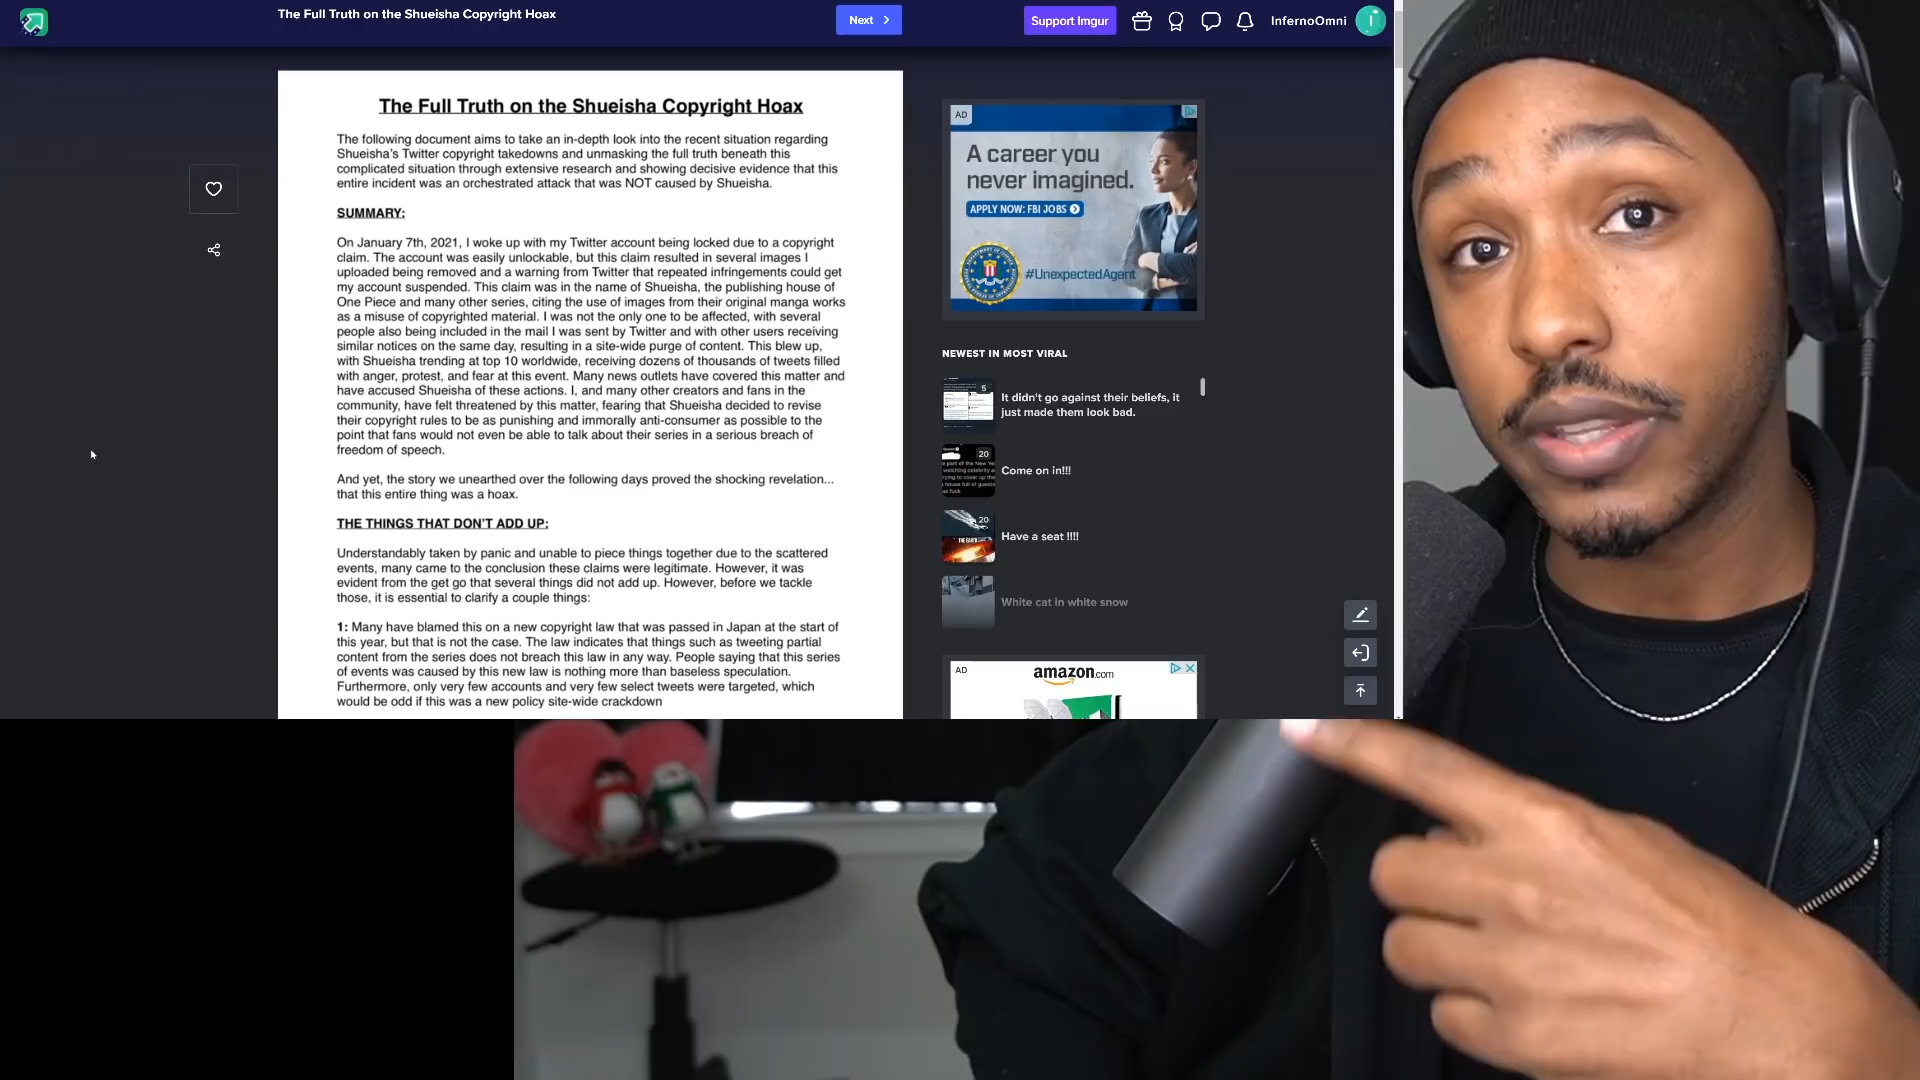 The Full Truth on the Shueisha Copyright Hoax
Next
Support Imgur
InfernoOmni
I
The Full Truth on the Shueisha Copyright Hoax
The following document aims to take an in-depth look into the recent situation regarding
Shueisha's Twitter copyright takedowns and unmasking the full truth beneath this
complicated situation through extensive research and showing decisive evidence that this
entire incident was an orchestrated attack that was NOT caused by Shueisha.
SUMMARY:
On January 7th, 2021, I woke up with my Twitter account being locked due to a copyright
claim. The account was easily unlockable, but this claim resulted in several images I
uploaded being removed and a warning from Twitter that repeated infringements could get
my account suspended. This claim was in the name of Shueisha, the publishing house of
One Piece and many other series, citing the use of images from their original manga works
as a misuse of copyrighted material. I was not the only one to be affected, with several
people also being included in the mail I was sent by Twitter and with other users receiving
similar notices on the same day, resulting in a site-wide purge of content. This blew up,
with Shueisha trending at top 10 worldwide, receiving dozens of thousands of tweets filled
with anger, protest, and fear at this event. Many news outlets have covered this matter and
have accused Shueisha of these actions. I, and many other creators and fans in the
community, have felt threatened by this matter, fearing that Shueisha decided to revise
their copyright rules to be as punishing and immorally anti-consumer as possible to the
point that fans would not even be able to talk about their series in a serious breach of
freedom of speech.
And yet, the story we unearthed over the following days proved the shocking revelation...
that this entire thing was a hoax.
THE THINGS THAT DON'T ADD UP:
Understandably taken by panic and unable to piece things together due to the scattered
events, many came to the conclusion these claims were legitimate. However, it was
evident from the get go that several things did not add up. However, before we tackle
those, it is essential to clarify a couple things:
1: Many have blamed this on a new copyright law that was passed in Japan at the start of
this year, but that is not the case. The law indicates that things such as tweeting partial
content from the series does not breach this law in any way. People saying that this series
of events was caused by this new law is nothing more than baseless speculation.
Furthermore, only very few accounts and very few select tweets were targeted, which
would be odd if this was a new policy site-wide crackdown
AD
A career you
never imagined.
APPLY NOW: FBI JOBS
#UnexpectedAgent
NEWEST IN MOST VIRAL
5
It didn't go against their beliefs, it
just made them look bad.
20
Come on in!!!
20
Have a seat !!!!
White cat in white snow
AD
amazon.com